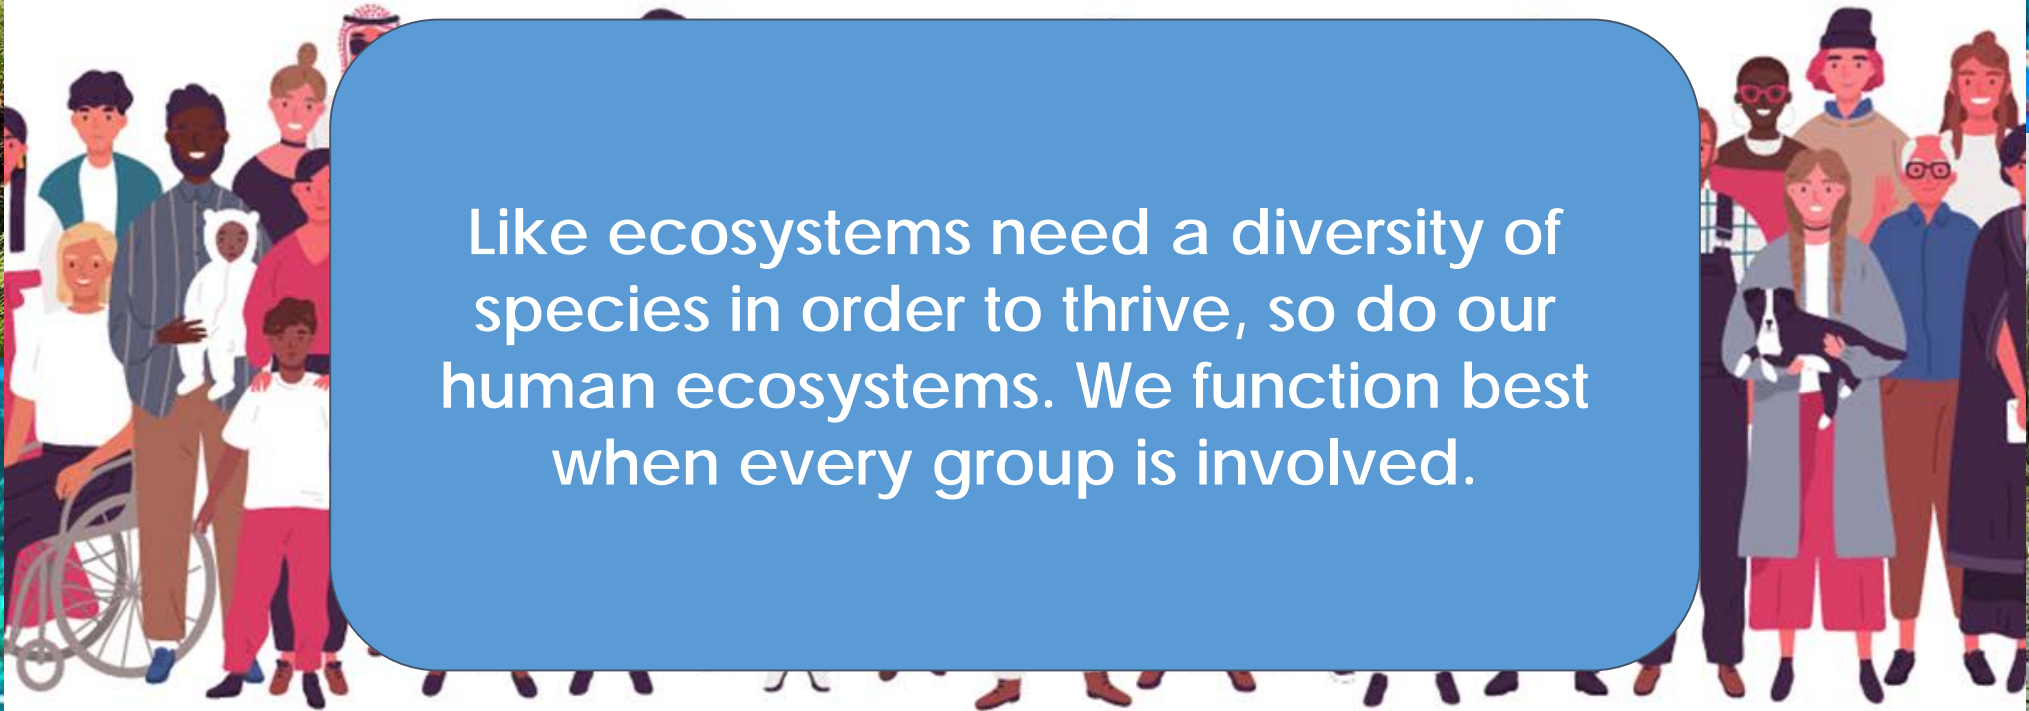 Like ecosystems need a diversity of
species in order to thrive, so do our
human ecosystems. We function best
when every group is involved.